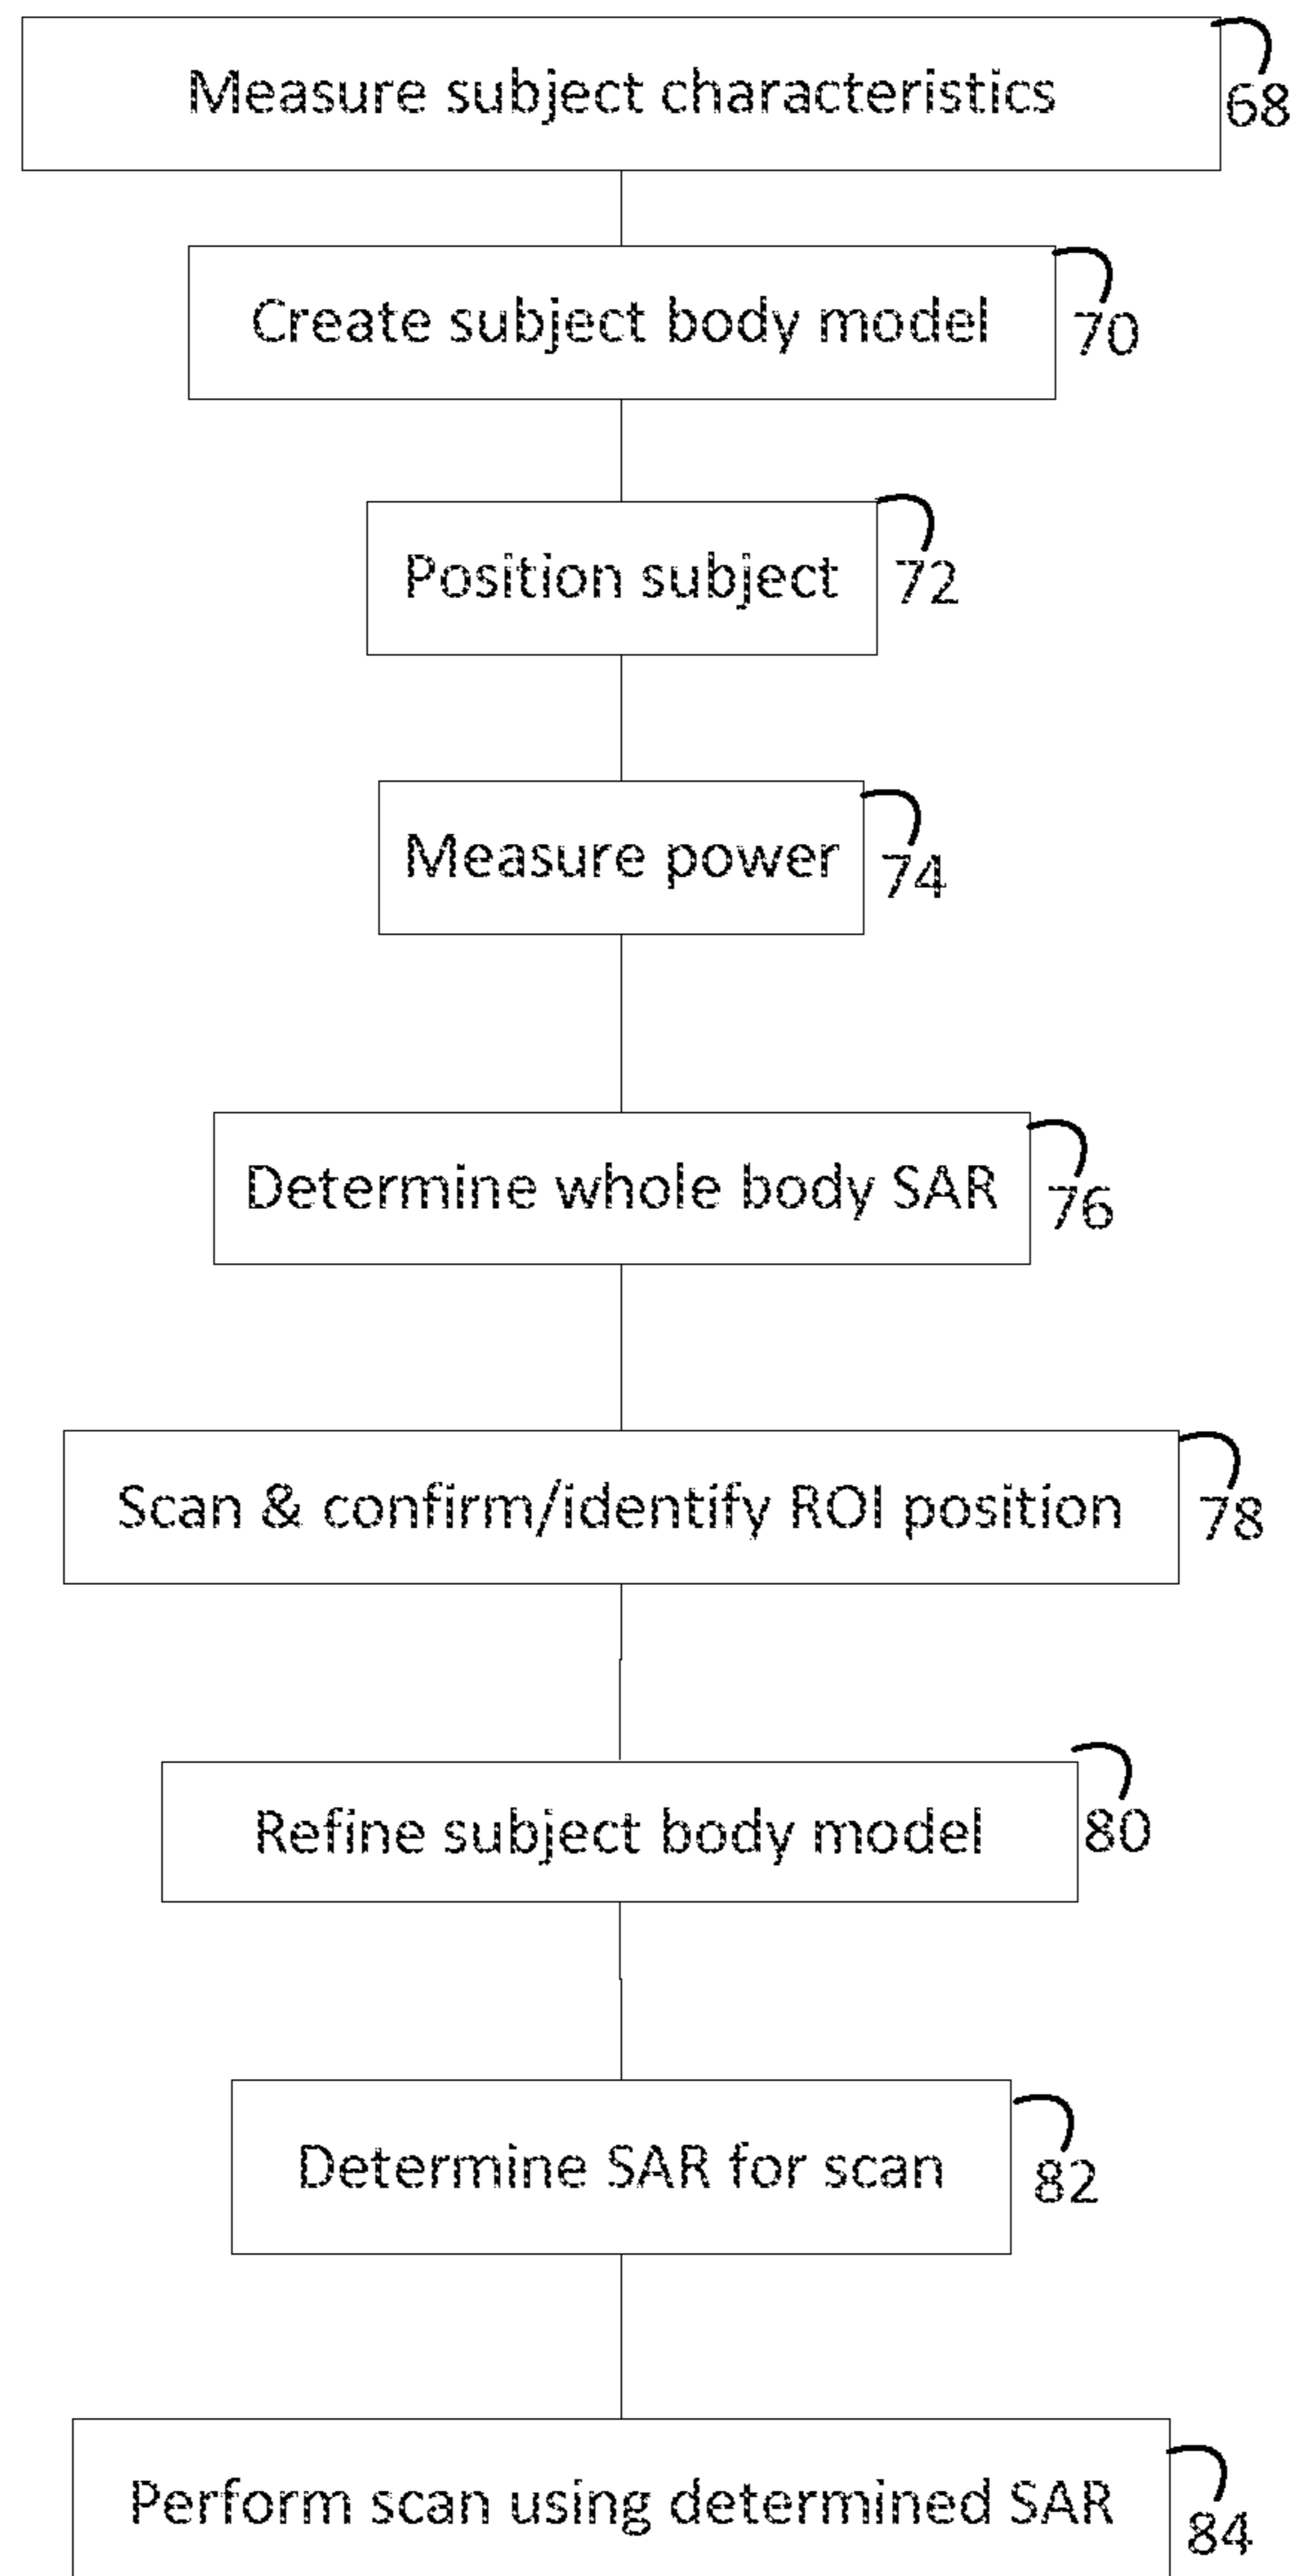 Measure subject characteristics
68
Create subject body model
70
Position subject
72
Measure power
74
Determine whole body SAR
76
Scan & confirm/identify ROI position
78
Refine subject body model
80
Determine SAR for scan
82
Perform scan using determined SAR
84